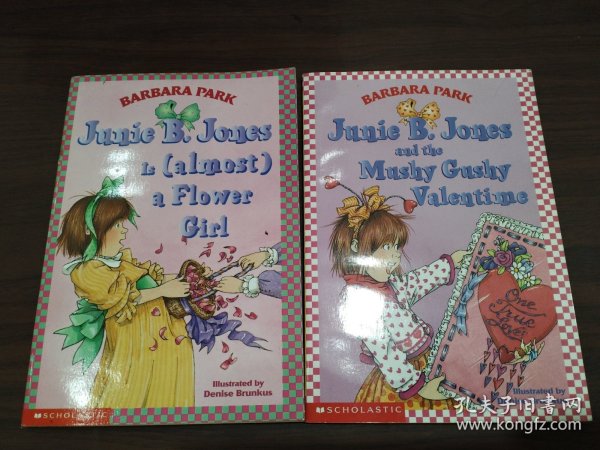 BARBARA PARK
Junie B. Jones
is (almost)
a Flower
Girl
Illustrated by
Denise Brunkus
SCHOLASTIC
BARBARA PARK
Junie B. Jones
and the
Mushy Gushy
Valentime
One
True
Love
Illustrated by
SCHOLASTIC
孔夫子旧书网
www.kongfz.com